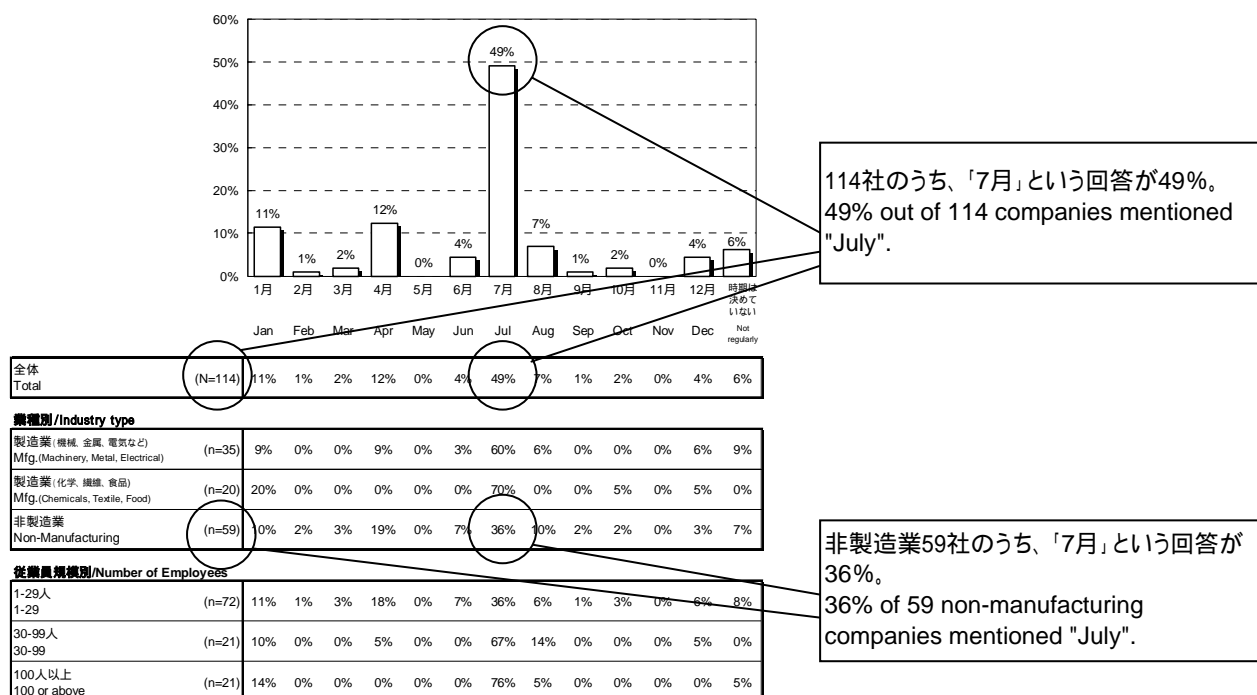 60%
50%
40%
30%
20%
10%
0%
11%
1%
2%
12%
0%
4%
49%
7%
1%
2%
0%
4%
6%
1月 2月 3月 4月 5月 6月 7月 8月 9月 10月 11月 12月 時期は
決めて
いない
Jan Feb Mar Apr May Jun Jul Aug Sep Oct Nov Dec Not
regularly
114社のうち、「7月」という回答が49%。
49% out of 114 companies mentioned
"July".
全体
Total (N=114) 11% 1% 2% 12% 0% 4% 49% 7% 1% 2% 0% 4% 6%
業種別/Industry type
製造業(機械、金属、電気など)
Mfg.(Machinery, Metal, Electrical) (n=35) 9% 0% 0% 9% 0% 3% 60% 6% 0% 0% 0% 6% 9%
製造業(化学、繊維、食品)
Mfg.(Chemicals, Textile, Food) (n=20) 20% 0% 0% 0% 0% 0% 70% 0% 0% 5% 0% 5% 0%
非製造業
Non-Manufacturing (n=59) 10% 2% 3% 19% 0% 7% 36% 10% 2% 2% 0% 3% 7%
非製造業59社のうち、「7月」という回答が
36%。
36% of 59 non-manufacturing
companies mentioned "July".
従業員規模別/Number of Employees
1-29人
1-29 (n=72) 11% 1% 3% 18% 0% 7% 36% 6% 1% 3% 0% 6% 8%
30-99人
30-99 (n=21) 10% 0% 0% 5% 0% 0% 67% 14% 0% 0% 0% 5% 0%
100人以上
100 or above (n=21) 14% 0% 0% 0% 0% 0% 76% 5% 0% 0% 0% 0% 5%